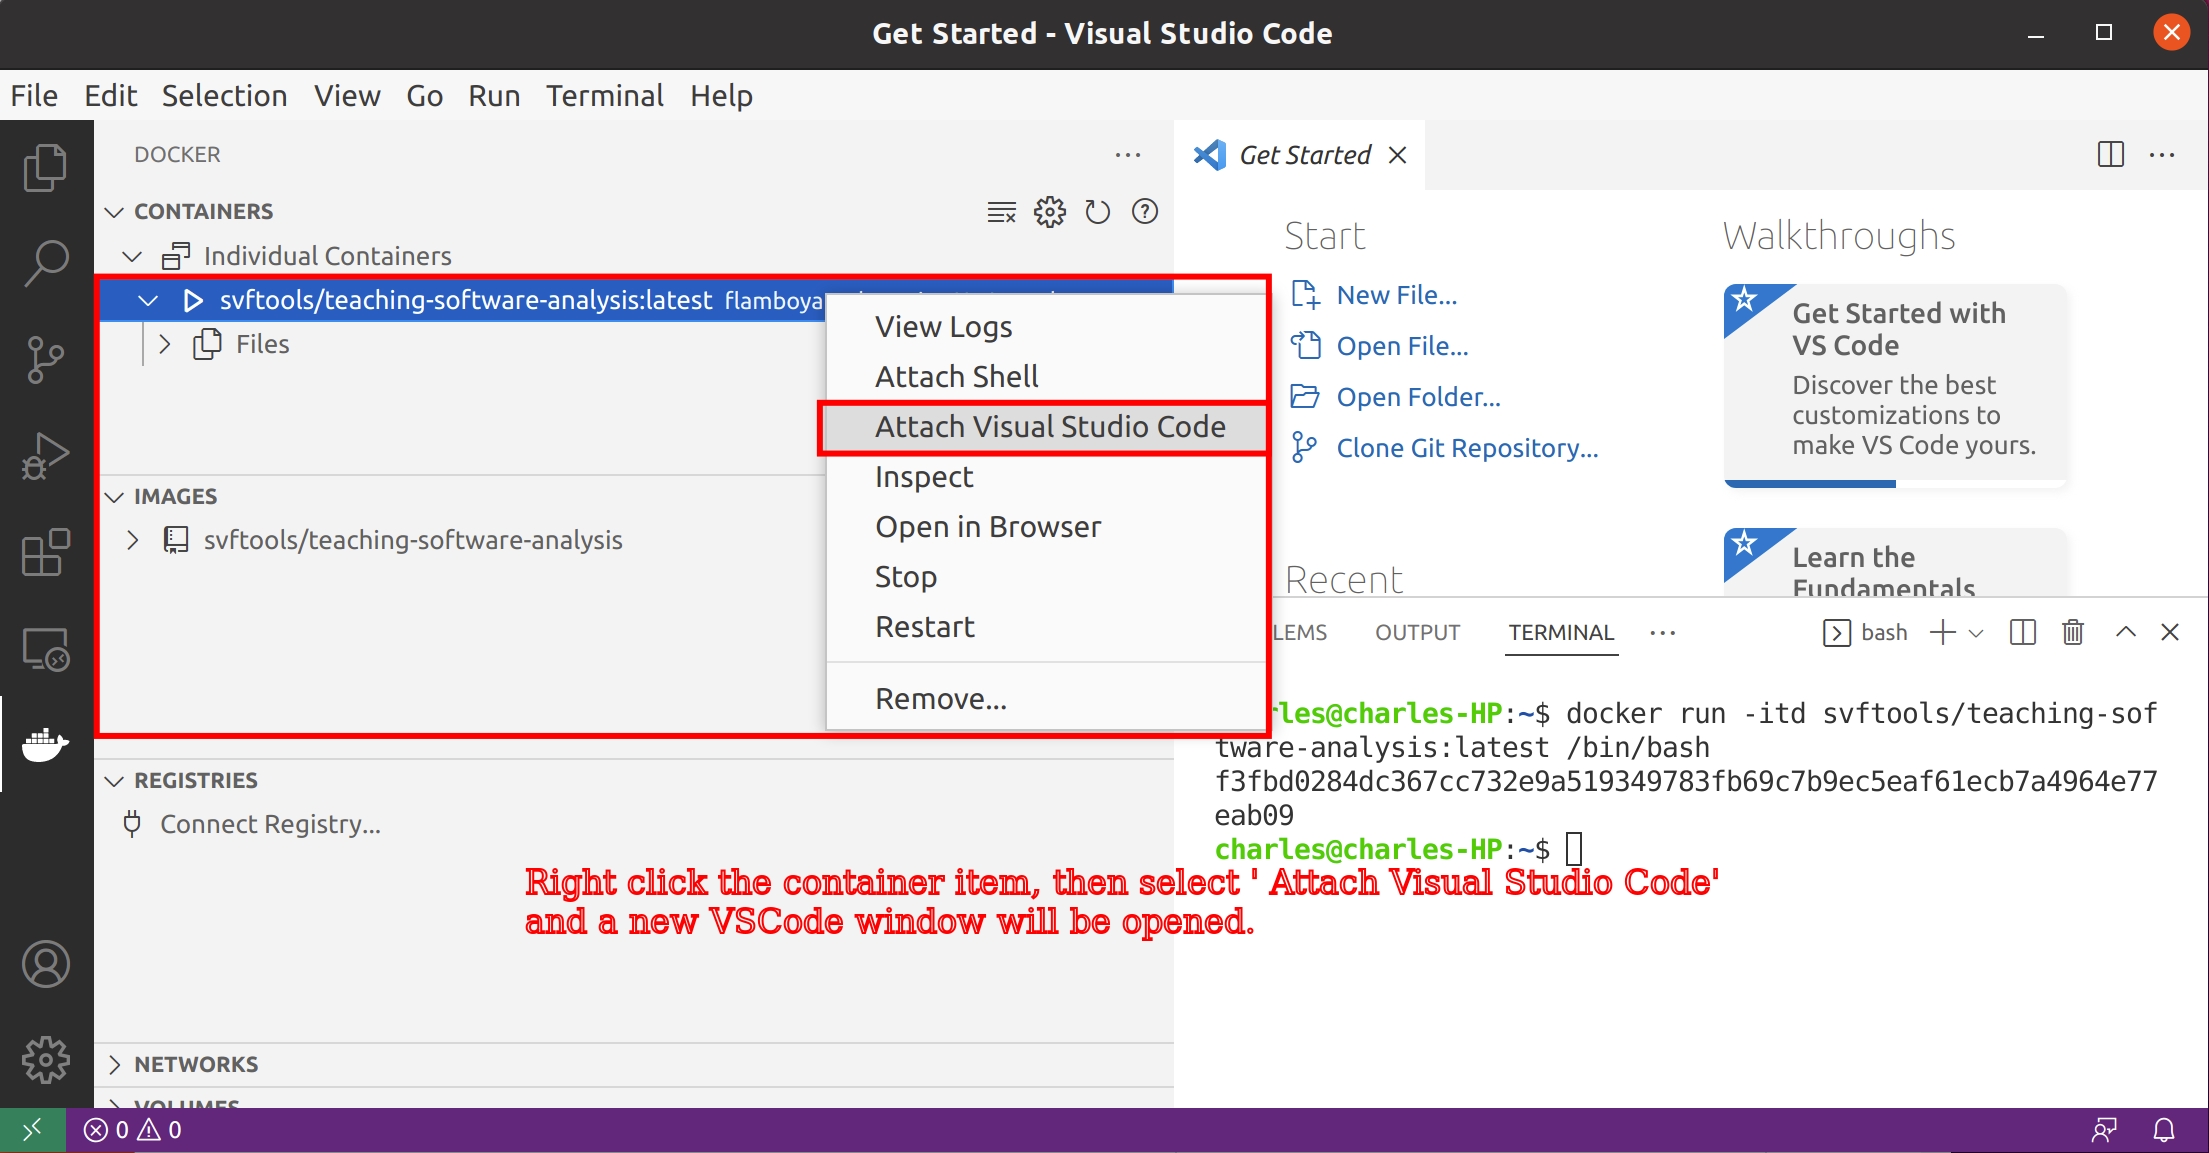 Get Started - Visual Studio Code
File Edit Selection View Go Run Terminal Help
DOCKER
CONTAINERS
Individual Containers
svftools/teaching-software-analysis:latest
Files
View Logs
Attach Shell
Attach Visual Studio Code
Inspect
Open in Browser
Stop
Restart
Remove...
IMAGES
svftools/teaching-software-analysis
REGISTRIES
Connect Registry...
NETWORKS
VOLUMES
Get Started
Start
New File...
Open File...
Open Folder...
Clone Git Repository...
Recent
Walkthroughs
Get Started with
VS Code
Discover the best
customizations to
make VS Code yours.
Learn the
Fundamentals
LEMS OUTPUT TERMINAL
bash
rles@charles-HP:~$ docker run -itd svftools/teaching-sof
tware-analysis:latest /bin/bash
f3fbd0284dc367cc732e9a519349783fb69c7b9ec5eaf61ecb7a4964e77
eab09
charles@charles-HP:~$
Right click the container item, then select ' Attach Visual Studio Code'
and a new VSCode window will be opened.
0 0